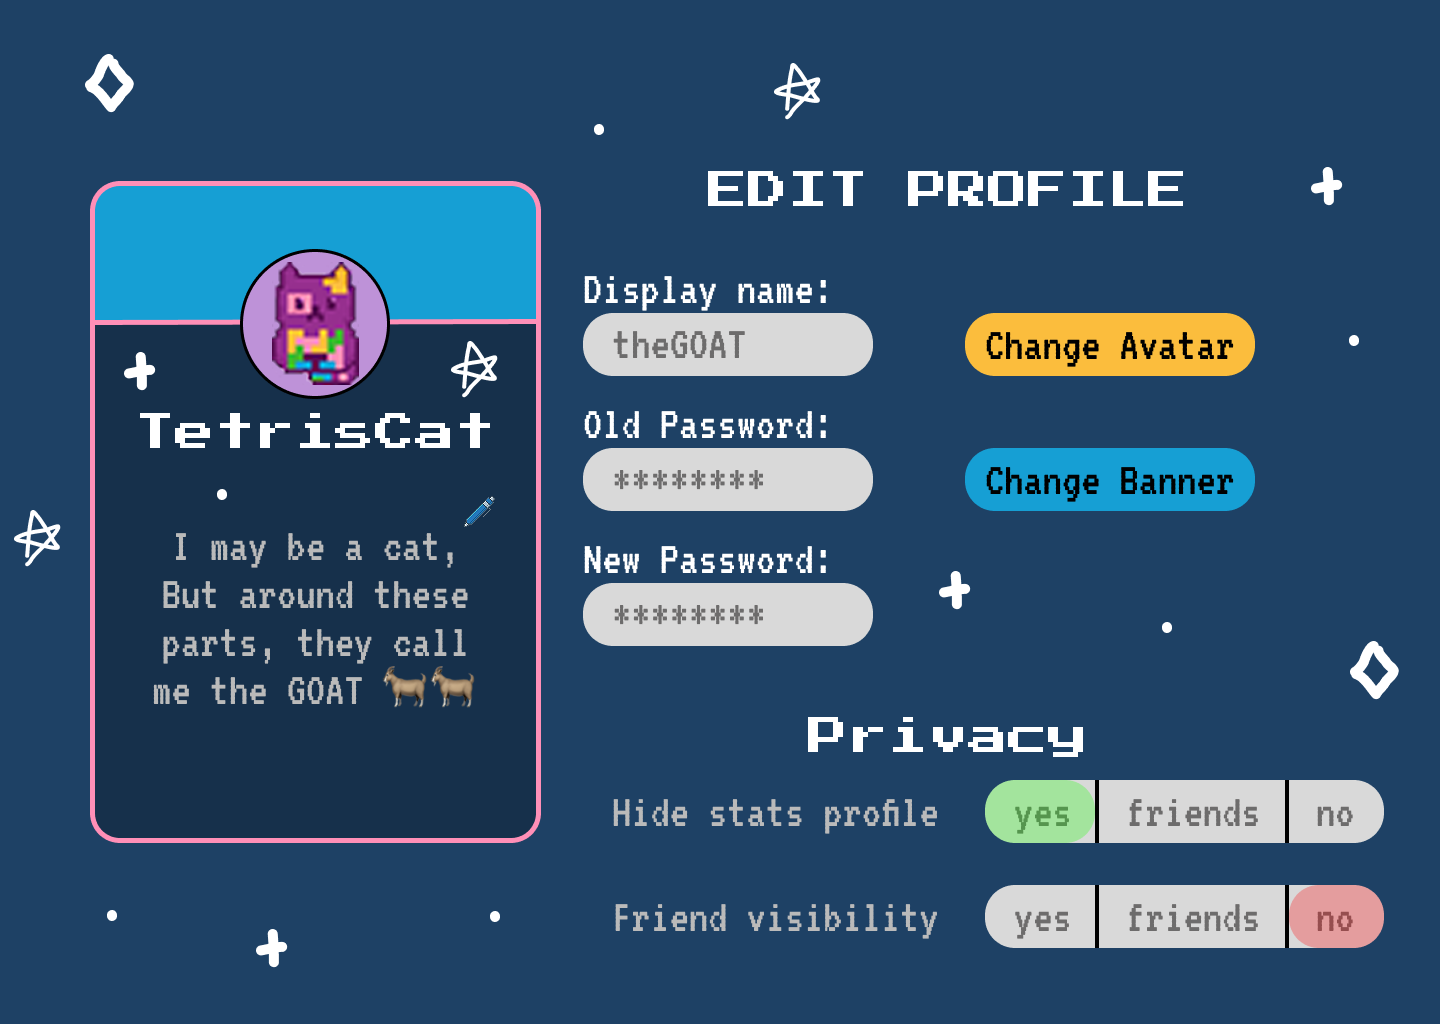 EDIT PROFILE
TetrisCat
I may be a cat,
But around these
parts, they call
me the GOAT 🐐🐐
Display name:
theGOAT
Change Avatar
Old Password:
********
Change Banner
New Password:
********
Privacy
Hide stats profile
yes friends no
Friend visibility
yes friends no